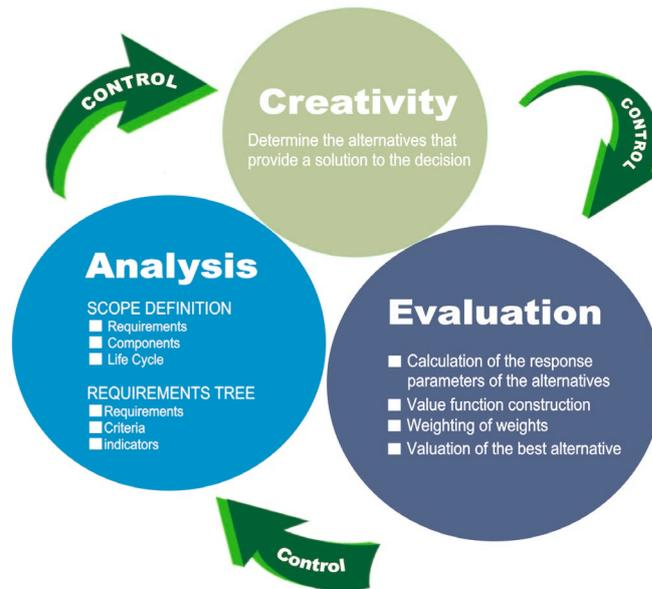 CONTROL
Creativity
Determine the alternatives that
provide a solution to the decision
CONTROL
Analysis
SCOPE DEFINITION
Requirements
Components
Life Cycle
REQUIREMENTS TREE
Requirements
Criteria
indicators
Evaluation
Calculation of the response
parameters of the alternatives
Value function construction
Weighting of weights
Valuation of the best alternative
Control